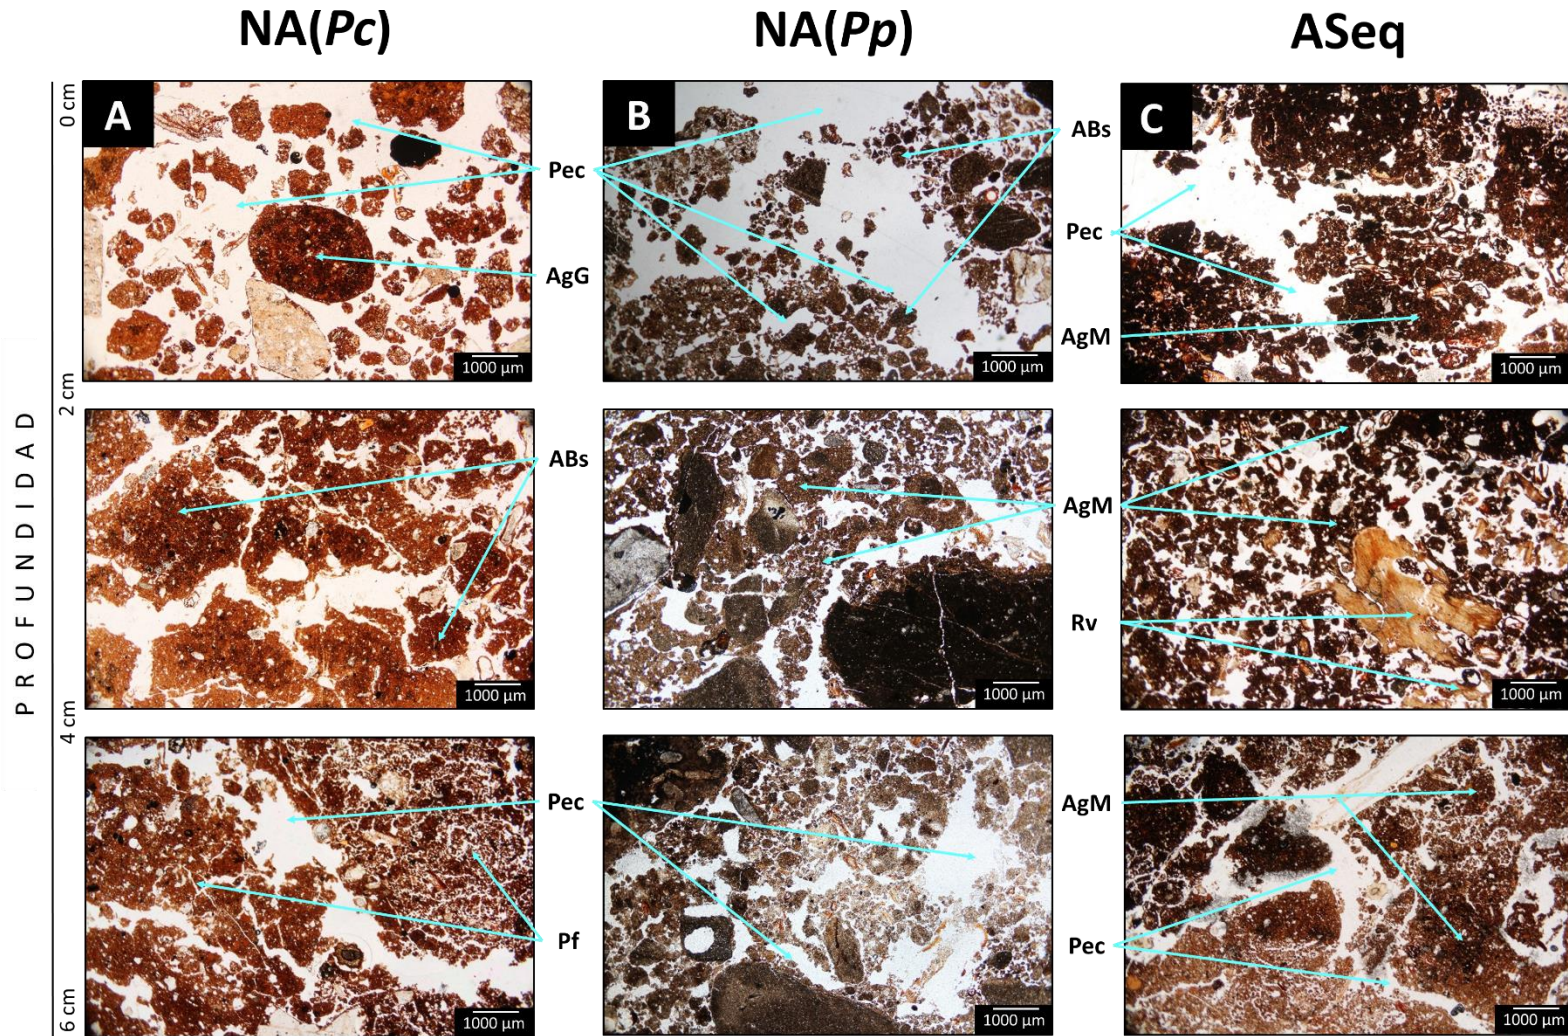 NA(Pc)
NA(Pp)
ASeq
PROFUNDIDAD
0 cm
2 cm
4 cm
6 cm
A
B
C
Pec
AgG
ABs
Pec
AgM
1000 µm
1000 µm
1000 µm
ABs
AgM
Rv
1000 µm
1000 µm
1000 µm
Pec
Pf
AgM
Pec
1000 µm
1000 µm
1000 µm